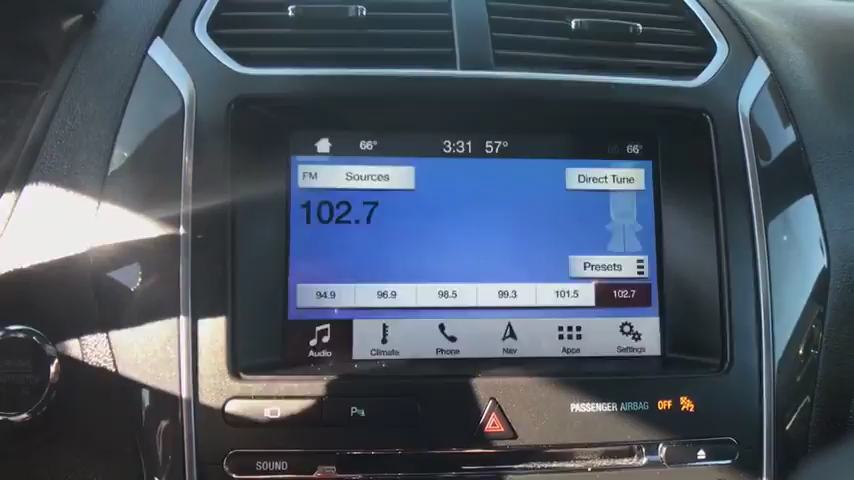 66° 3:31 57° 66°
FM Sources Direct Tune
102.7
Presets
94.9 96.9 98.5 99.3 101.5 102.7
Audio Climate Phone Nav Apps Settings
P
PASSENGER AIRBAG OFF 2
SOUND